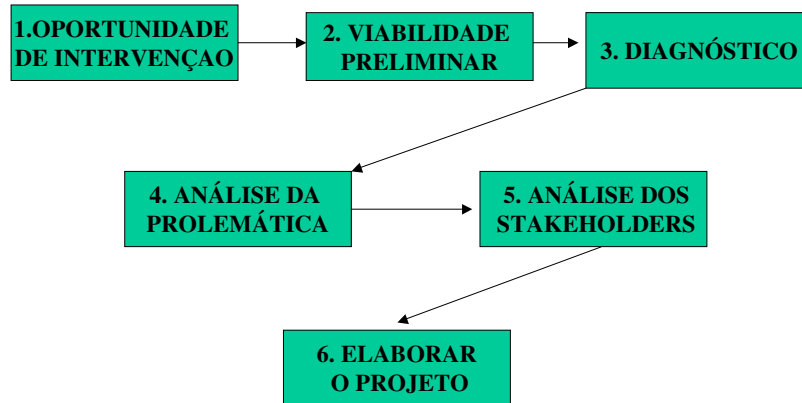 1.OPORTUNIDADE
DE INTERVENÇAO
2. VIABILIDADE
PRELIMINAR
3. DIAGNÓSTICO
4. ANÁLISE DA
PROLEMÁTICA
5. ANÁLISE DOS
STAKEHOLDERS
6. ELABORAR
O PROJETO